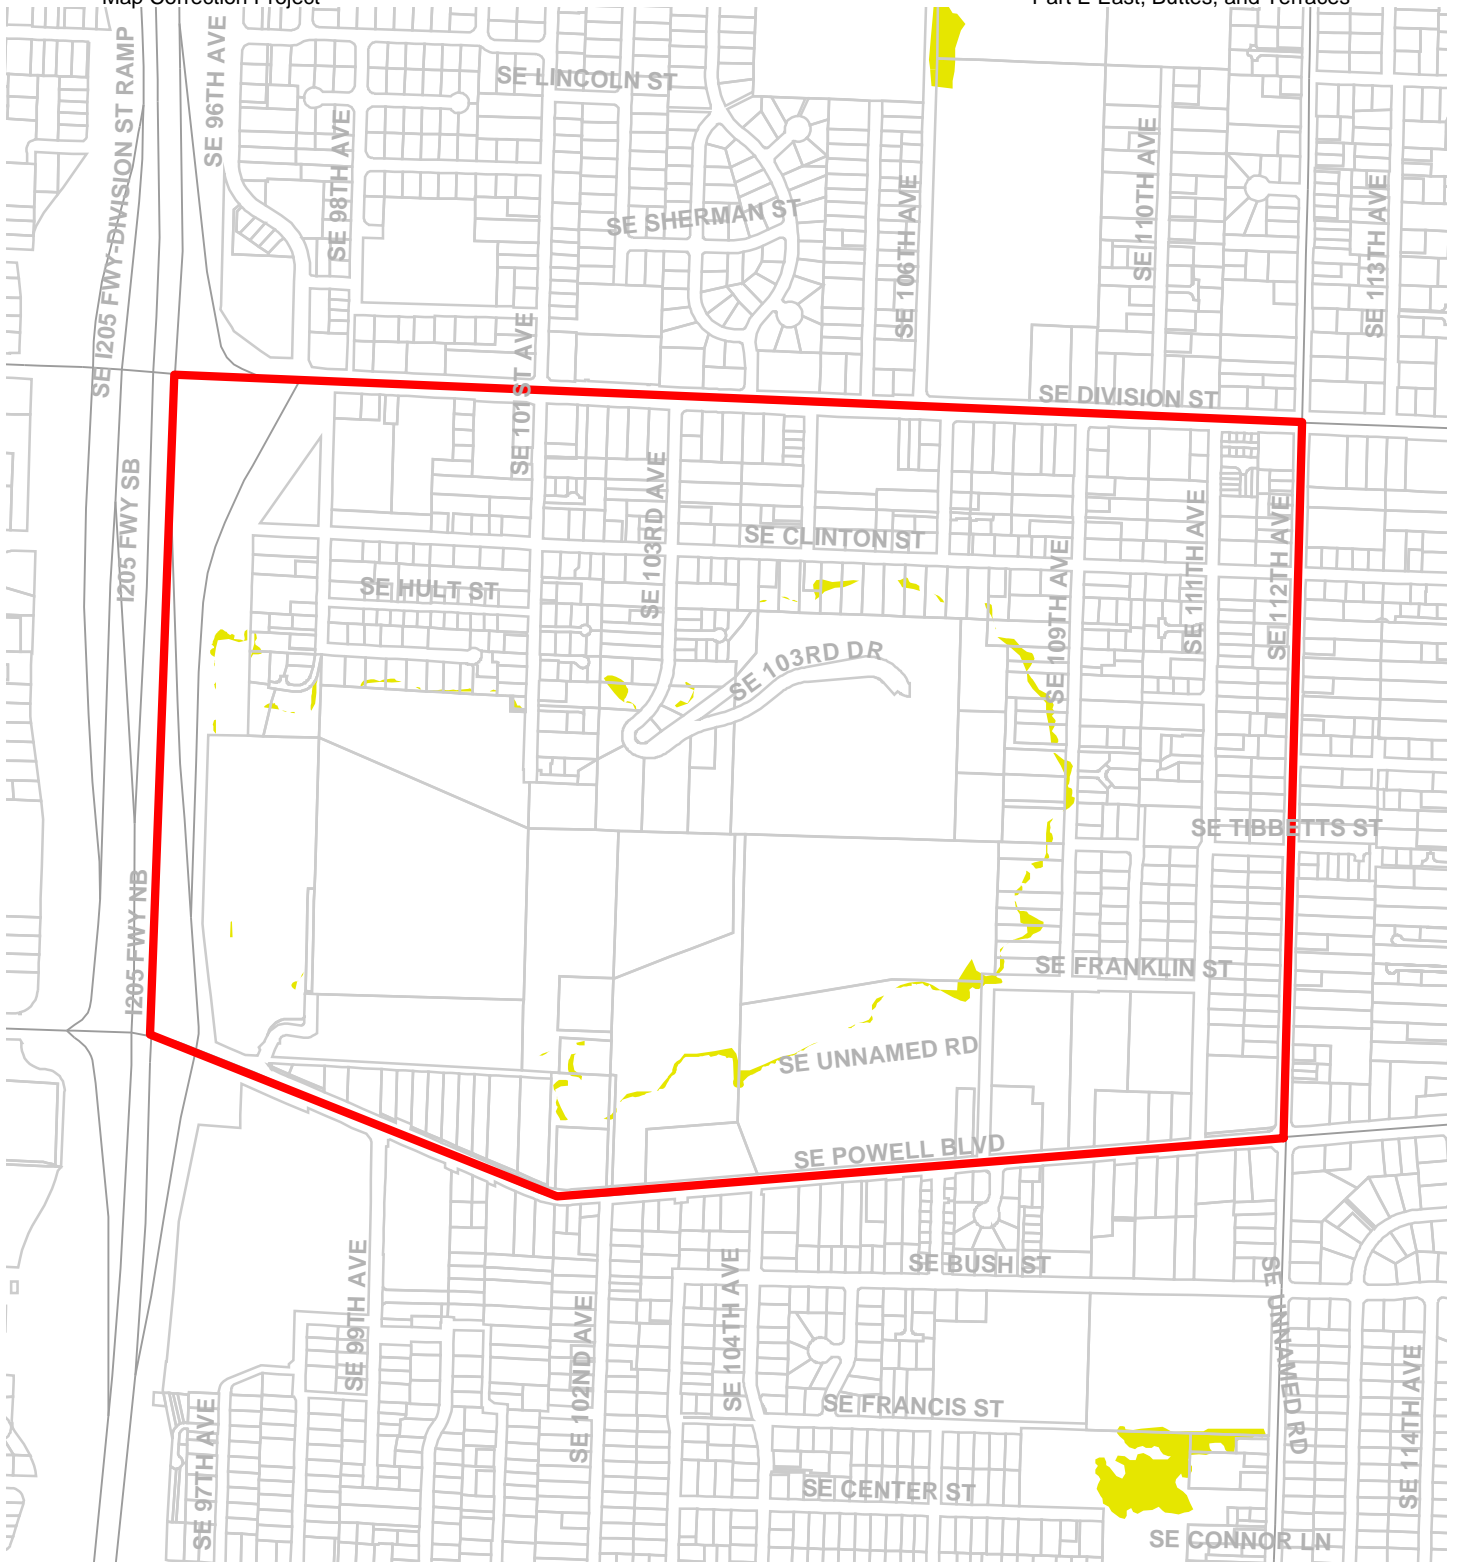 Map Correction Project
Part E-East, Buttes, and Terraces
SE I205 FWY-DIVISION ST RAMP
SE 96TH AVE
SE LINCOLN ST
SE 98TH AVE
SE SHERMAN ST
SE 106TH AVE
SE 110TH AVE
SE 113TH AVE
SE 101ST AVE
SE DIVISION ST
I205 FWY SB
SE 103RD AVE
SE CLINTON ST
SE HULT ST
SE 109TH AVE
SE 111TH AVE
SE 112TH AVE
SE 103RD DR
SE TIBBETTS ST
I205 FWY NB
SE FRANKLIN ST
SE UNNAMED RD
SE POWELL BLVD
SE BUSH ST
SE 99TH AVE
SE 102ND AVE
SE 104TH AVE
SE UNNAMED RD
SE 114TH AVE
SE FRANCIS ST
SE 97TH AVE
SE CENTER ST
SE CONNOR LN